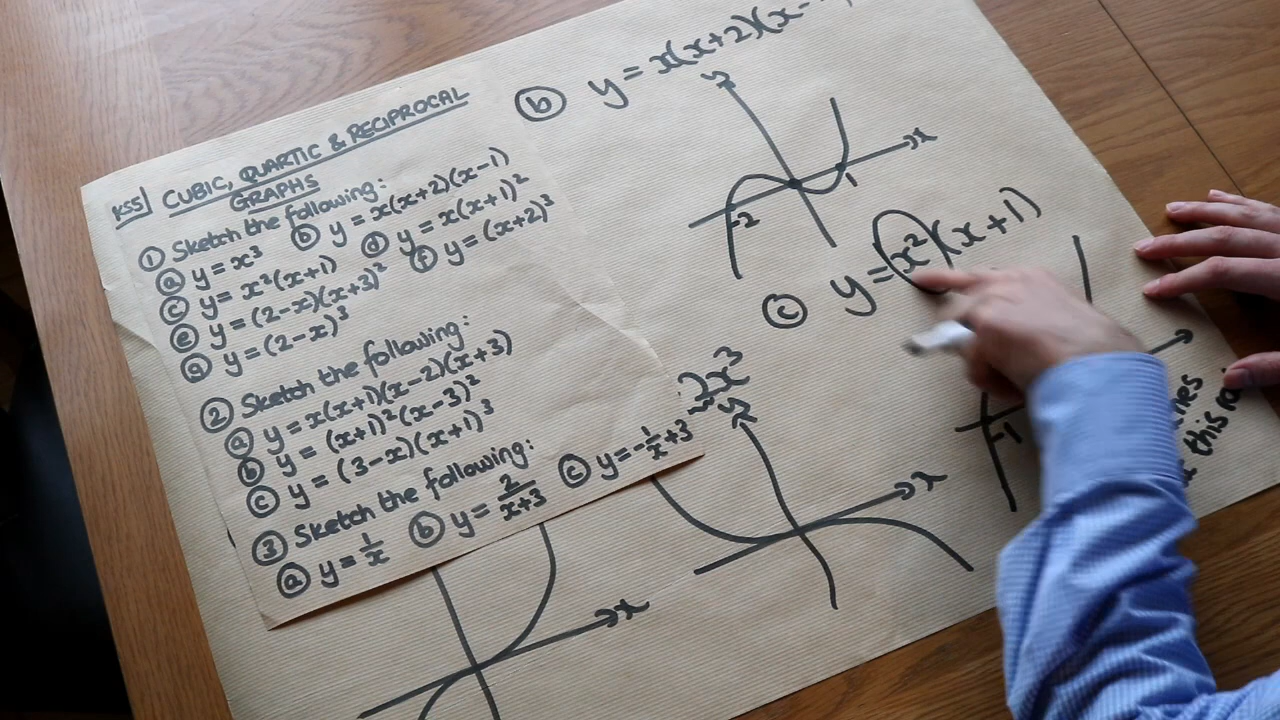 KS5 CUBIC, QUARTIC & RECIPROCAL
GRAPHS
① Sketch the following:
ⓐ y = x³ ⓑ y = x(x+2)(x-1)
ⓒ y = x²(x+1) ⓓ y = x(x+1)²
ⓔ y = (2-x)(x+3)² ⓕ y = (x+2)³
ⓖ y = (2-x)³
② Sketch the following:
ⓐ y = x(x+1)(x-2)(x+3)
ⓑ y = (x+1)²(x-3)²
ⓒ y = (3-x)(x+1)³
③ Sketch the following:
ⓐ y = 1/x ⓑ y = 2/(x+3) ⓒ y = -1/x + 3
ⓑ y = x(x+2)(x-
y
x
-2
1
ⓒ y = x²(x+1)
-1
this
2x³
y
x
x